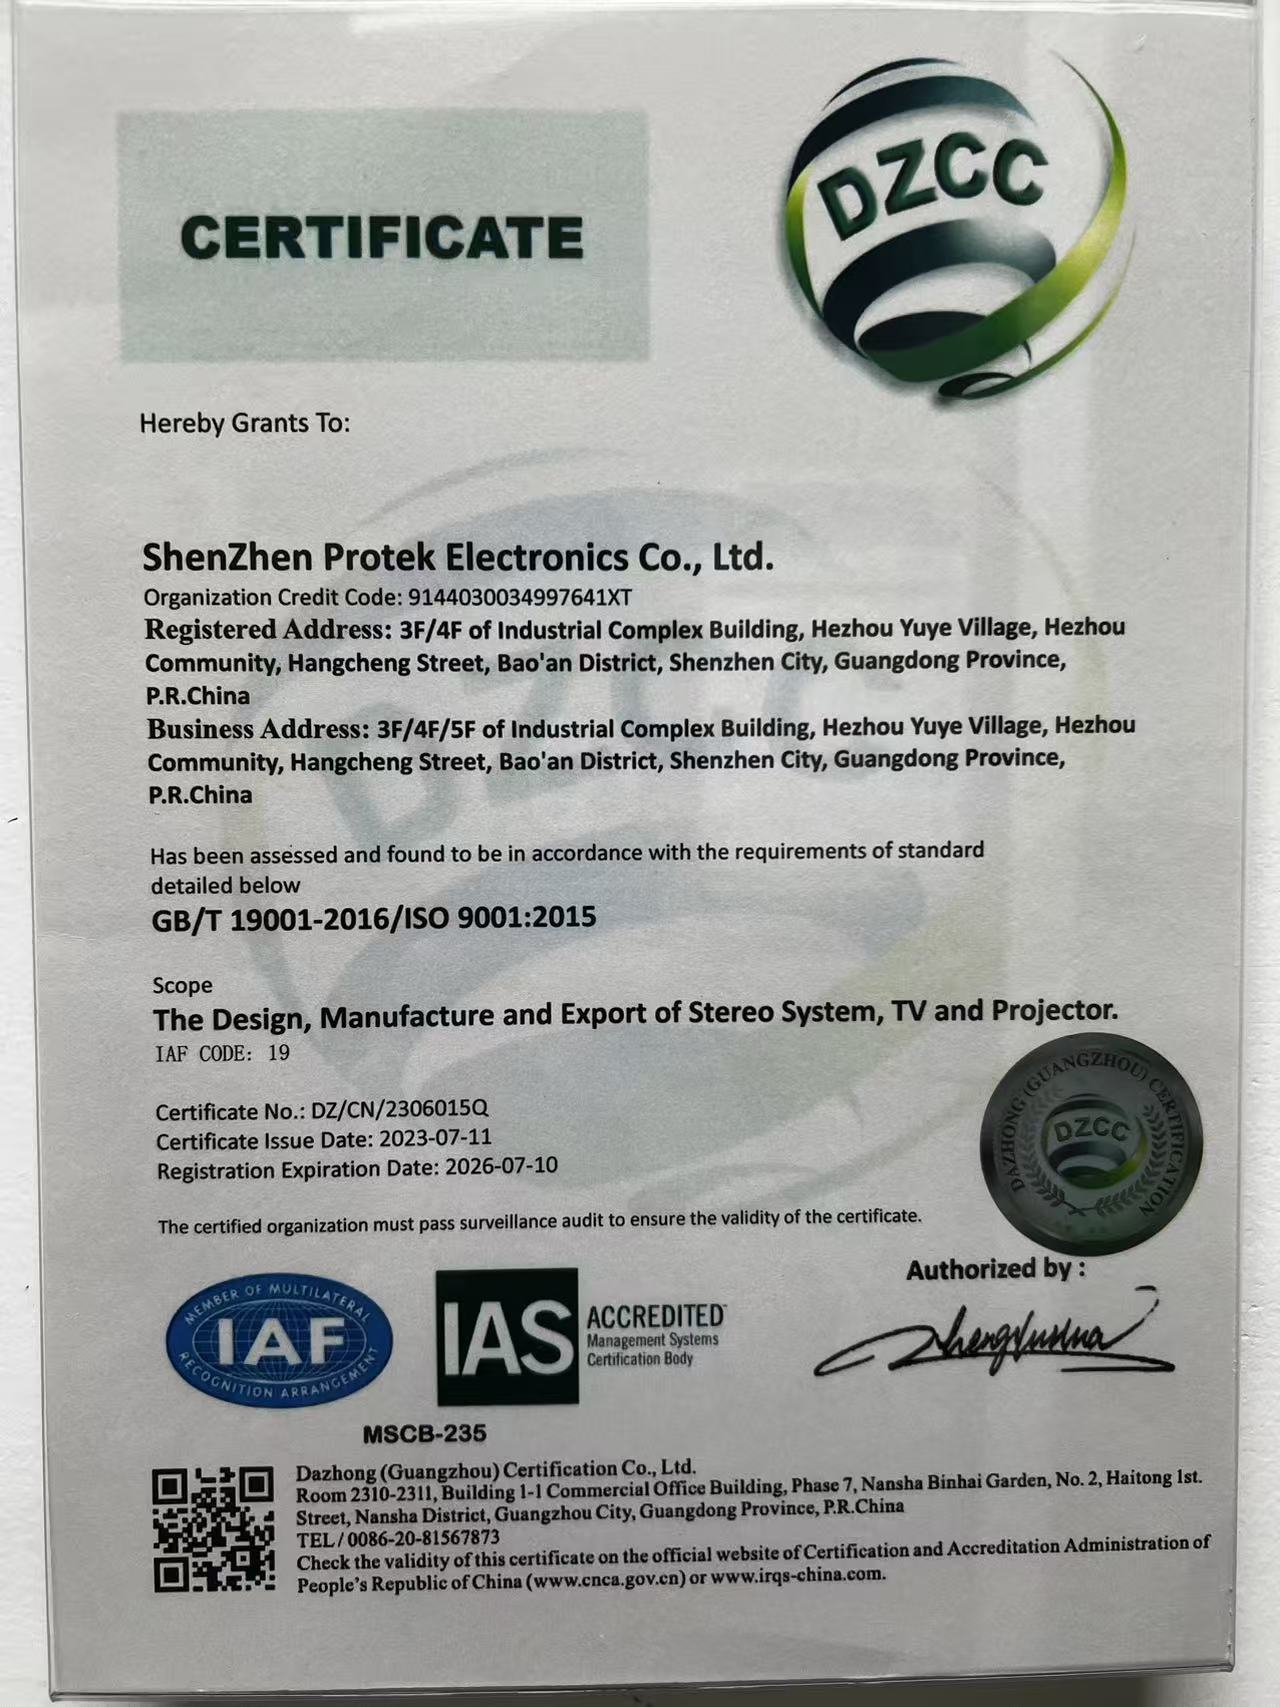 DZCC
CERTIFICATE
Hereby Grants To:
ShenZhen Protek Electronics Co., Ltd.
Organization Credit Code: 9144030034997641XT
Registered Address: 3F/4F of Industrial Complex Building, Hezhou Yuye Village, Hezhou
Community, Hangcheng Street, Bao'an District, Shenzhen City, Guangdong Province,
P.R.China
Business Address: 3F/4F/5F of Industrial Complex Building, Hezhou Yuye Village, Hezhou
Community, Hangcheng Street, Bao'an District, Shenzhen City, Guangdong Province,
P.R.China
Has been assessed and found to be in accordance with the requirements of standard
detailed below
GB/T 19001-2016/ISO 9001:2015
Scope
The Design, Manufacture and Export of Stereo System, TV and Projector.
IAF CODE: 19
Certificate No.: DZ/CN/2306015Q
Certificate Issue Date: 2023-07-11
Registration Expiration Date: 2026-07-10
DAZHONG (GUANGZHOU) CERTIFICATION
DZCC
The certified organization must pass surveillance audit to ensure the validity of the certificate.
Authorized by :
MEMBER OF MULTILATERAL
IAF
RECOGNITION ARRANGEMENT
IAS
ACCREDITED
Management Systems
Certification Body
MSCB-235
Dazhong (Guangzhou) Certification Co., Ltd.
Room 2310-2311, Building 1-1 Commercial Office Building, Phase 7, Nansha Binhai Garden, No. 2, Haitong 1st.
Street, Nansha District, Guangzhou City, Guangdong Province, P.R.China
TEL / 0086-20-81567873
Check the validity of this certificate on the official website of Certification and Accreditation Administration of
People's Republic of China (www.cnca.gov.cn) or www.irqs-china.com.